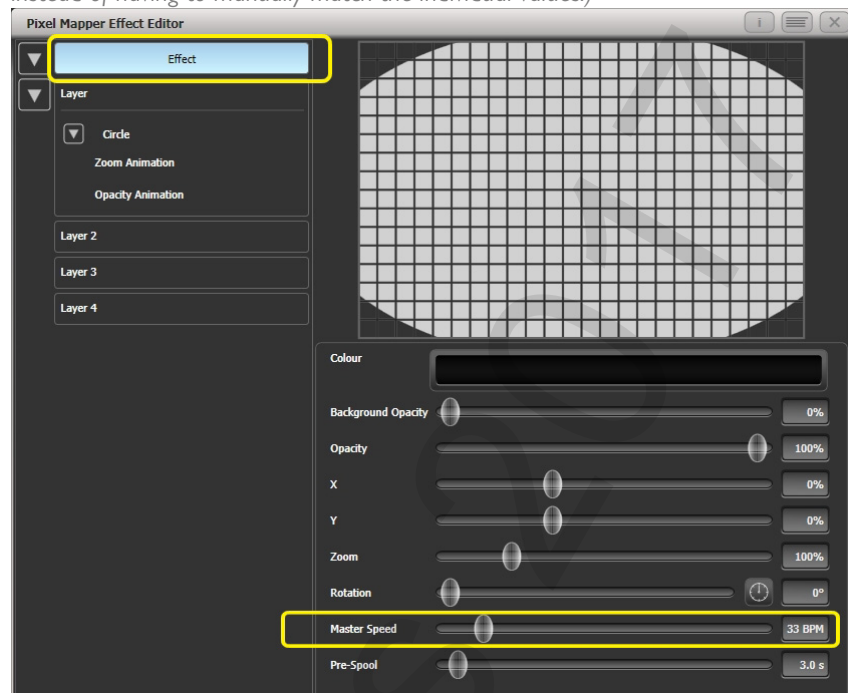 instead of having to manually match the individual values.)
Pixel Mapper Effect Editor
i
X
Effect
Layer
Circle
Zoom Animation
Opacity Animation
Layer 2
Layer 3
Layer 4
Colour
Background Opacity 0%
Opacity 100%
X 0%
Y 0%
Zoom 100%
Rotation 0°
Master Speed 33 BPM
Pre-Spool 3.0 s